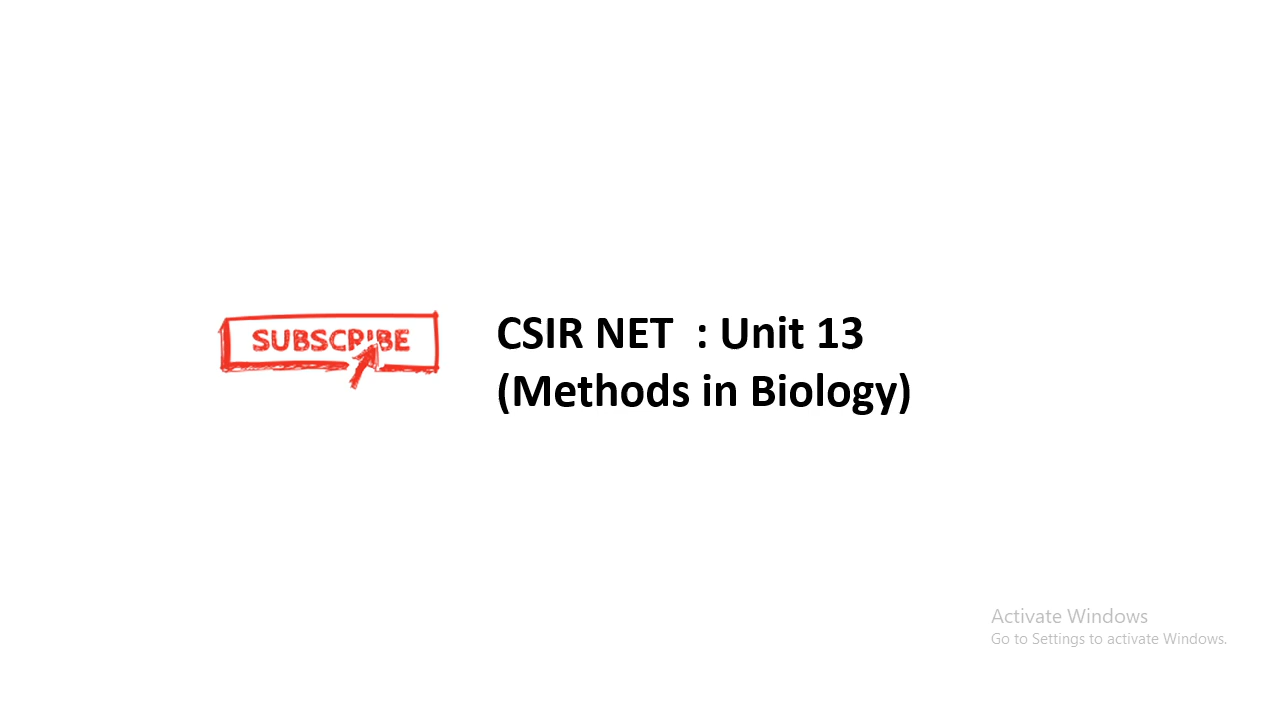 SUBSCRIBE
CSIR NET : Unit 13
(Methods in Biology)
Activate Windows
Go to Settings to activate Windows.